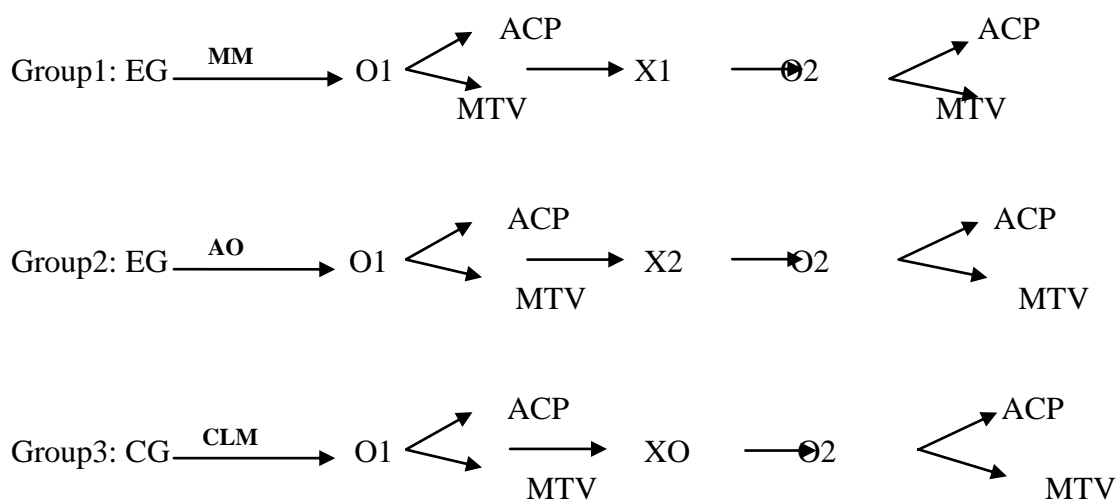 ACP ACP
Group1: EG MM O1 X1 O2
MTV MTV
ACP ACP
Group2: EG AO O1 X2 O2
MTV MTV
ACP ACP
Group3: CG CLM O1 XO O2
MTV MTV